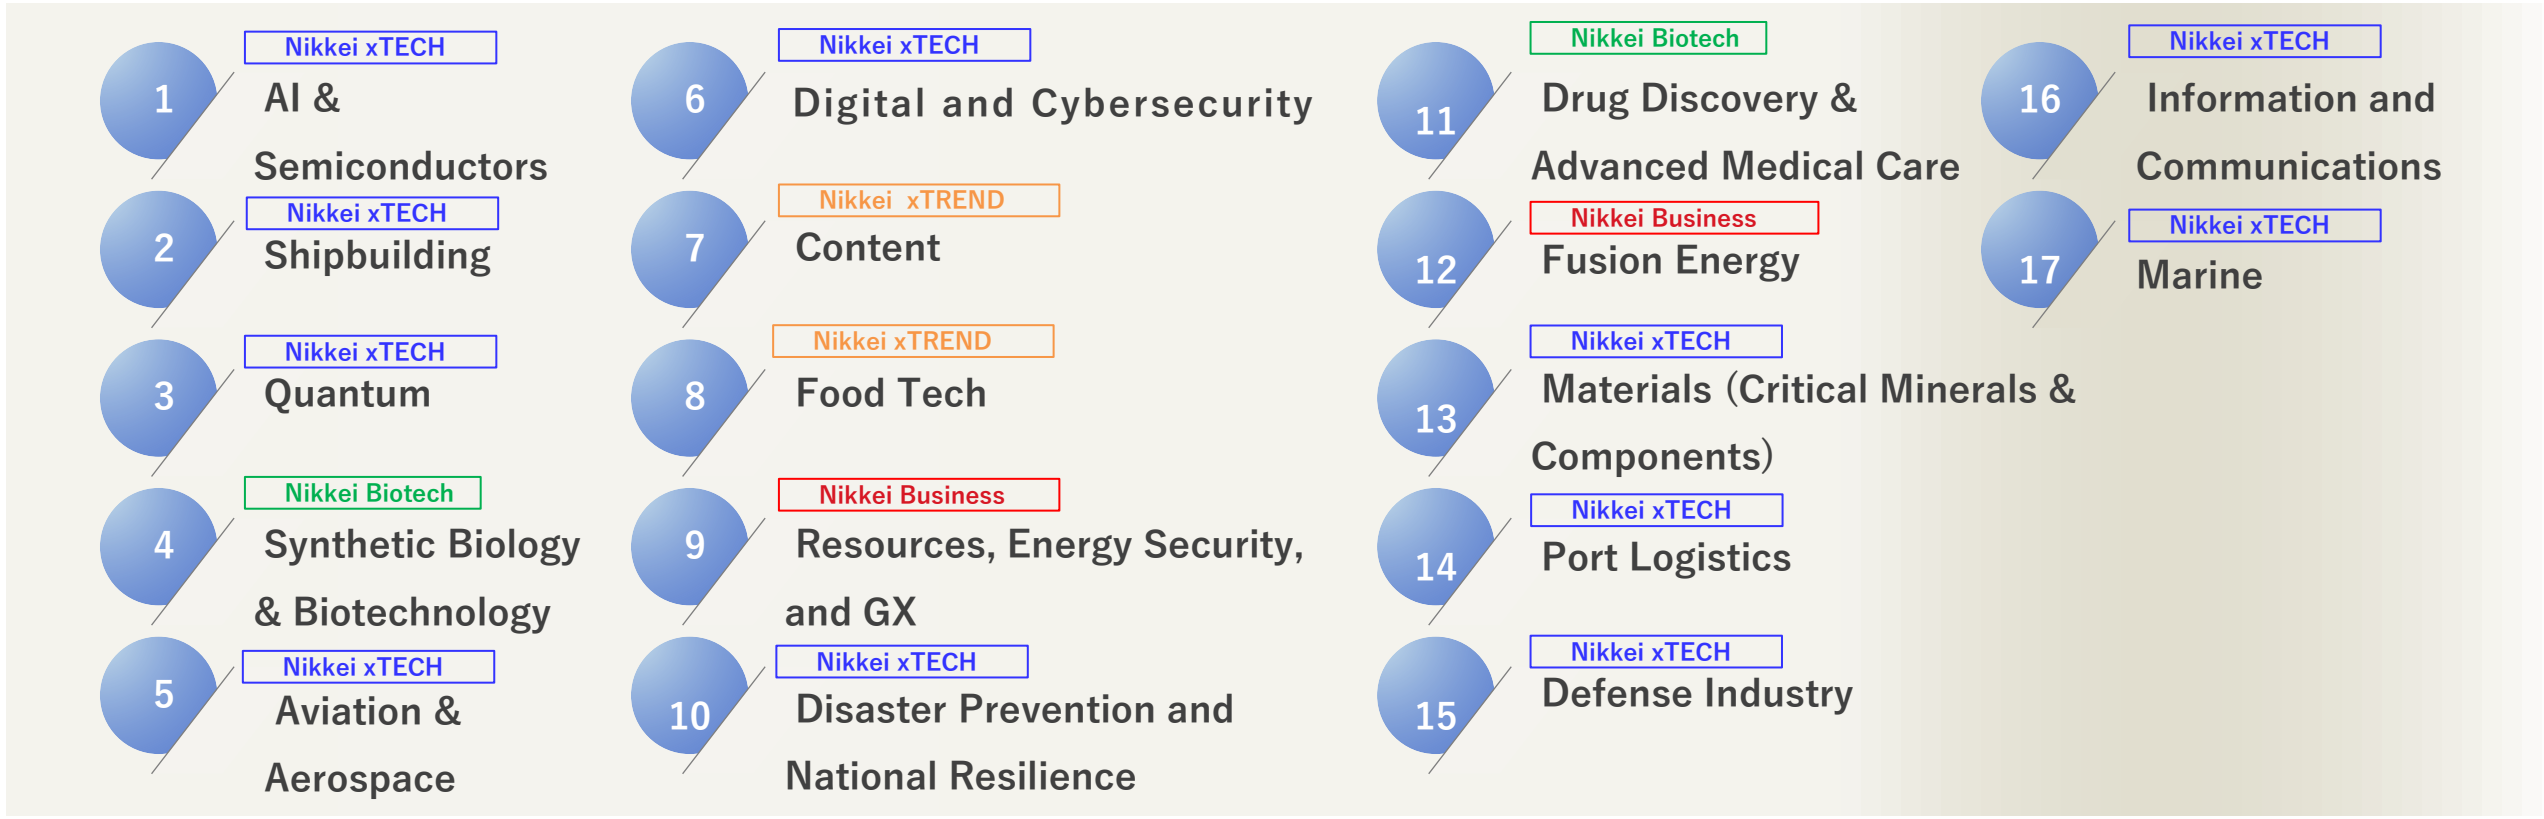 Nikkei xTECH
1
AI &
Semiconductors
Nikkei xTECH
2
Shipbuilding
Nikkei xTECH
3
Quantum
Nikkei Biotech
4
Synthetic Biology
& Biotechnology
Nikkei xTECH
5
Aviation &
Aerospace
Nikkei xTECH
6
Digital and Cybersecurity
Nikkei xTREND
7
Content
Nikkei xTREND
8
Food Tech
Nikkei Business
9
Resources, Energy Security,
and GX
Nikkei xTECH
10
Disaster Prevention and
National Resilience
Nikkei Biotech
11
Drug Discovery &
Advanced Medical Care
Nikkei Business
12
Fusion Energy
Nikkei xTECH
13
Materials (Critical Minerals &
Components)
Nikkei xTECH
14
Port Logistics
Nikkei xTECH
15
Defense Industry
Nikkei xTECH
16
Information and
Communications
Nikkei xTECH
17
Marine